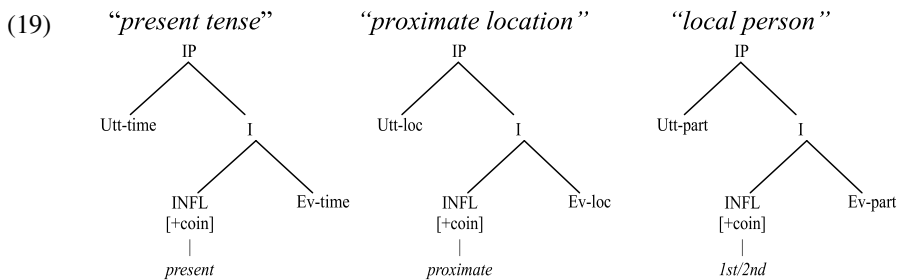 (19) “present tense” “proximate location” “local person”
IP IP IP
Utt-time I Utt-loc I Utt-part I
INFL Ev-time INFL Ev-loc INFL Ev-part
[+coin] [+coin] [+coin]
present proximate 1st/2nd